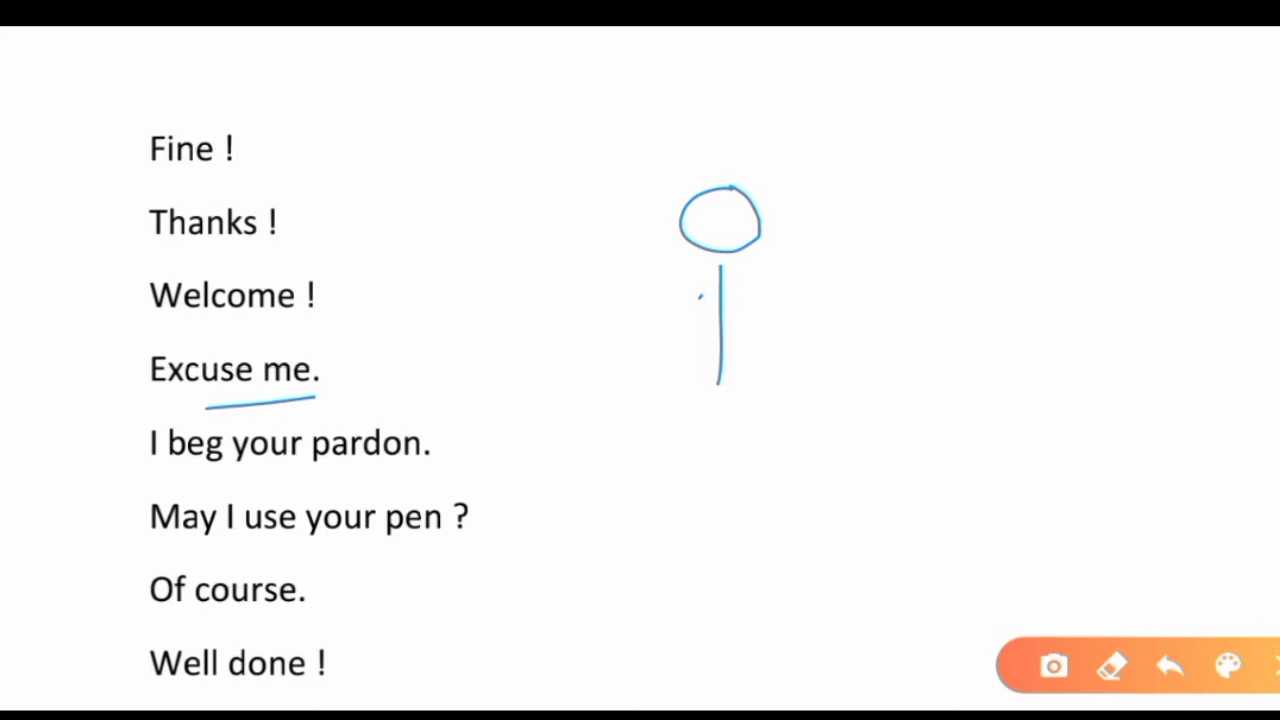 Fine !
Thanks !
Welcome !
Excuse me.
I beg your pardon.
May I use your pen ?
Of course.
Well done !